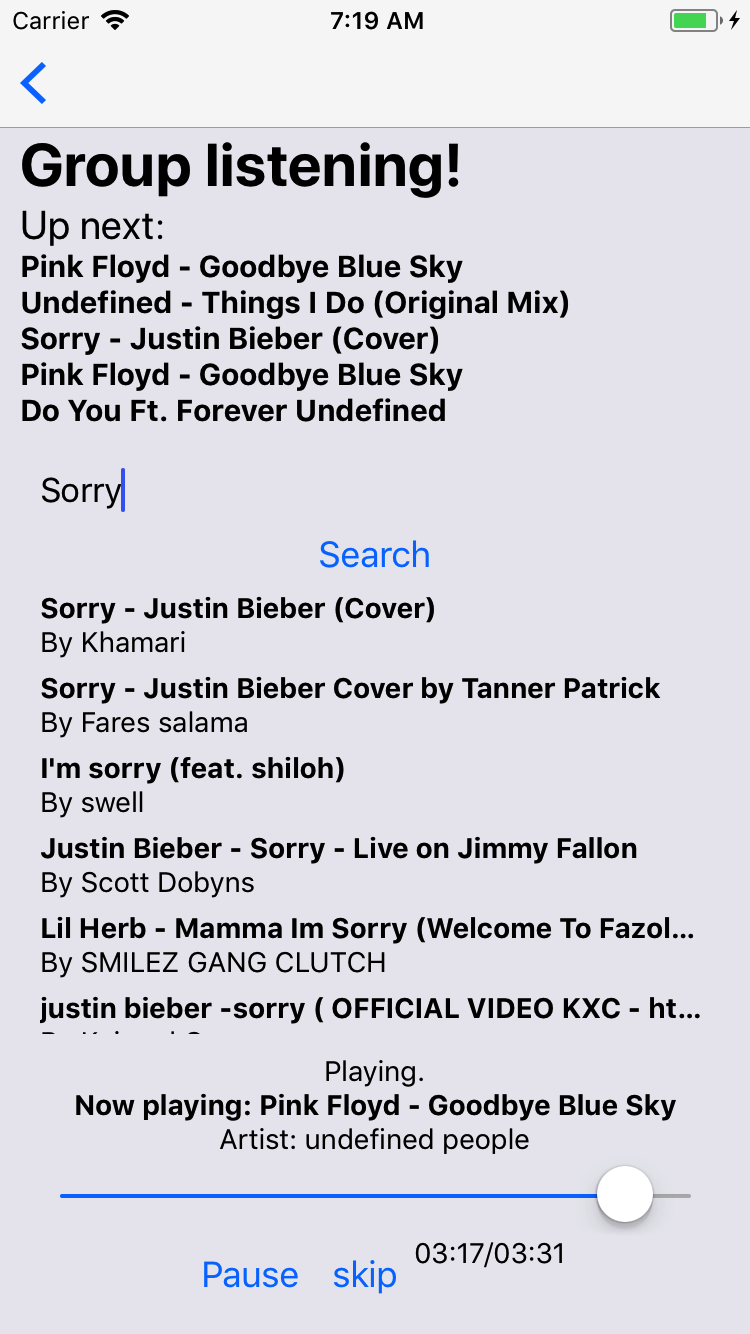 Carrier 7:19 AM
Group listening!
Up next:
Pink Floyd - Goodbye Blue Sky
Undefined - Things I Do (Original Mix)
Sorry - Justin Bieber (Cover)
Pink Floyd - Goodbye Blue Sky
Do You Ft. Forever Undefined
Sorry
Search
Sorry - Justin Bieber (Cover)
By Khamari
Sorry - Justin Bieber Cover by Tanner Patrick
By Fares salama
I'm sorry (feat. shiloh)
By swell
Justin Bieber - Sorry - Live on Jimmy Fallon
By Scott Dobyns
Lil Herb - Mamma Im Sorry (Welcome To Fazol...
By SMILEZ GANG CLUTCH
justin bieber -sorry ( OFFICIAL VIDEO KXC - ht...
Playing.
Now playing: Pink Floyd - Goodbye Blue Sky
Artist: undefined people
03:17/03:31
Pause skip